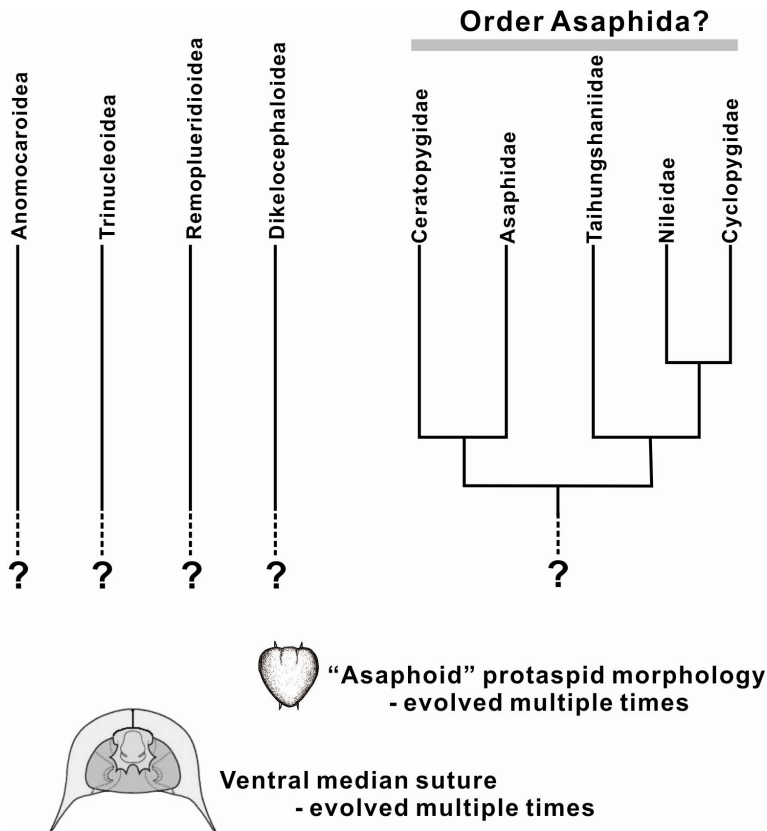 Order Asaphida?
Anomocaroidea
Trinucleoidea
Remoplueridioidea
Dikelocephaloidea
Ceratopygidae
Asaphidae
Taihungshaniidae
Nileidae
Cyclopygidae
?
?
?
?
?
“Asaphoid” protaspid morphology
- evolved multiple times
Ventral median suture
- evolved multiple times